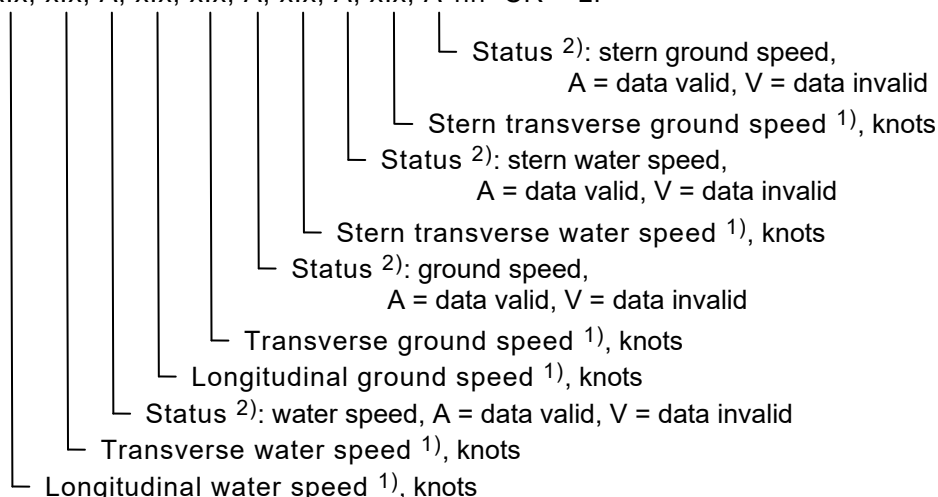 Status 2): stern ground speed,
A = data valid, V = data invalid
Stern transverse ground speed 1), knots
Status 2): stern water speed,
A = data valid, V = data invalid
Stern transverse water speed 1), knots
Status 2): ground speed,
A = data valid, V = data invalid
Transverse ground speed 1), knots
Longitudinal ground speed 1), knots
Status 2): water speed, A = data valid, V = data invalid
Transverse water speed 1), knots
Longitudinal water speed 1), knots